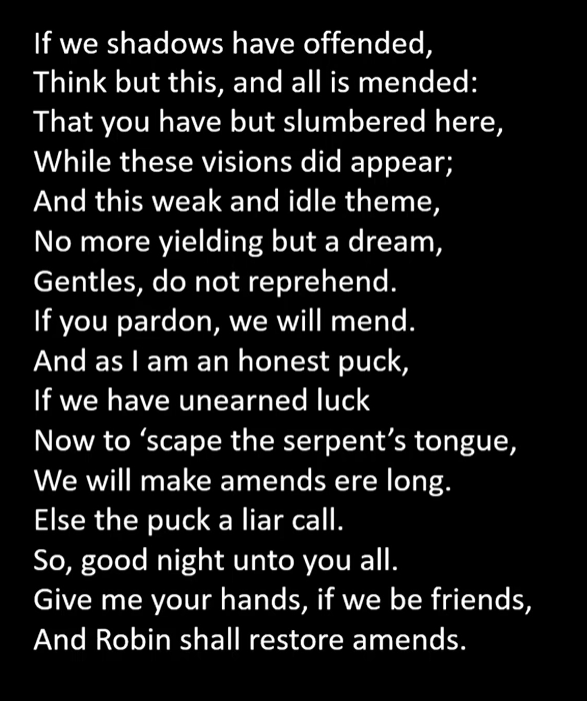 If we shadows have offended,
Think but this, and all is mended:
That you have but slumbered here,
While these visions did appear;
And this weak and idle theme,
No more yielding but a dream,
Gentles, do not reprehend.
If you pardon, we will mend.
And as I am an honest puck,
If we have unearned luck
Now to ‘scape the serpent’s tongue,
We will make amends ere long.
Else the puck a liar call.
So, good night unto you all.
Give me your hands, if we be friends,
And Robin shall restore amends.